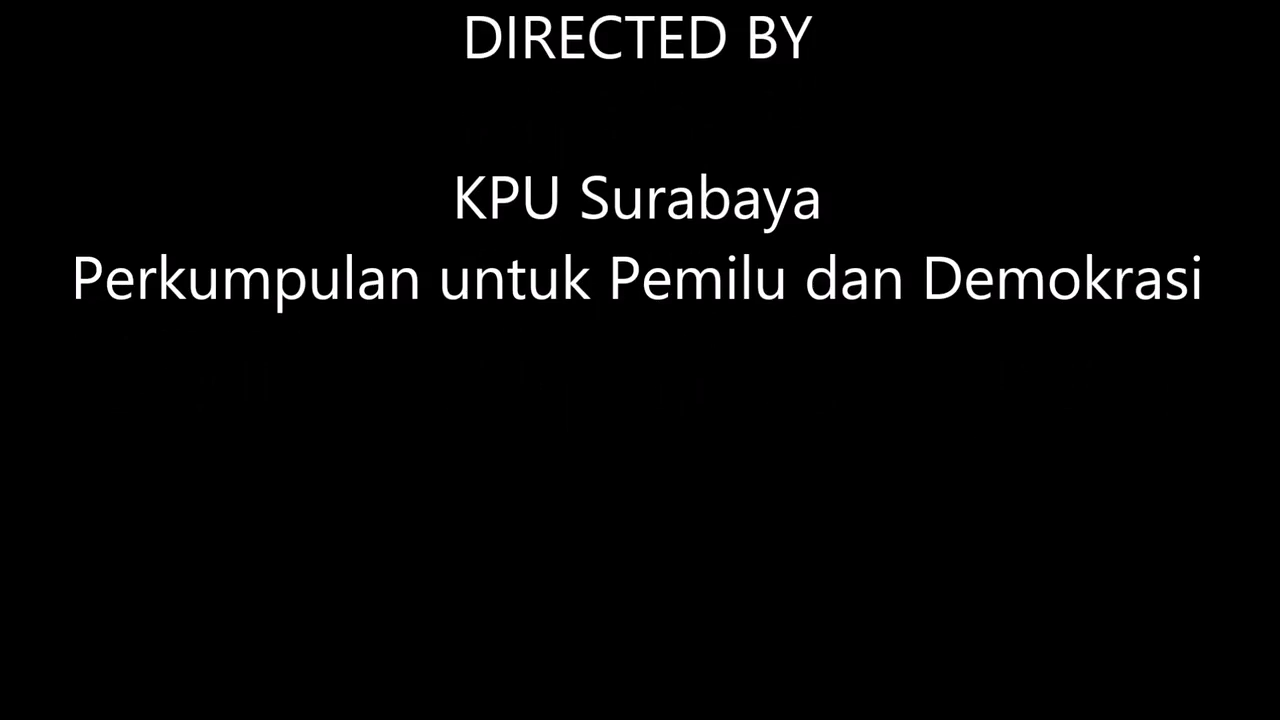 DIRECTED BY
KPU Surabaya
Perkumpulan untuk Pemilu dan Demokrasi